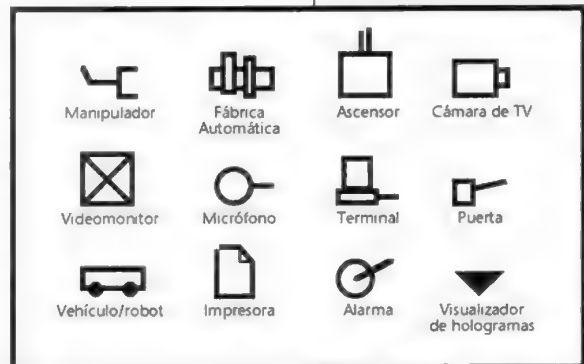 Manipulador
Fábrica
Automática
Ascensor
Cámara de TV
Videomonitor
Micrófono
Terminal
Puerta
Vehículo/robot
Impresora
Alarma
Visualizador
de hologramas